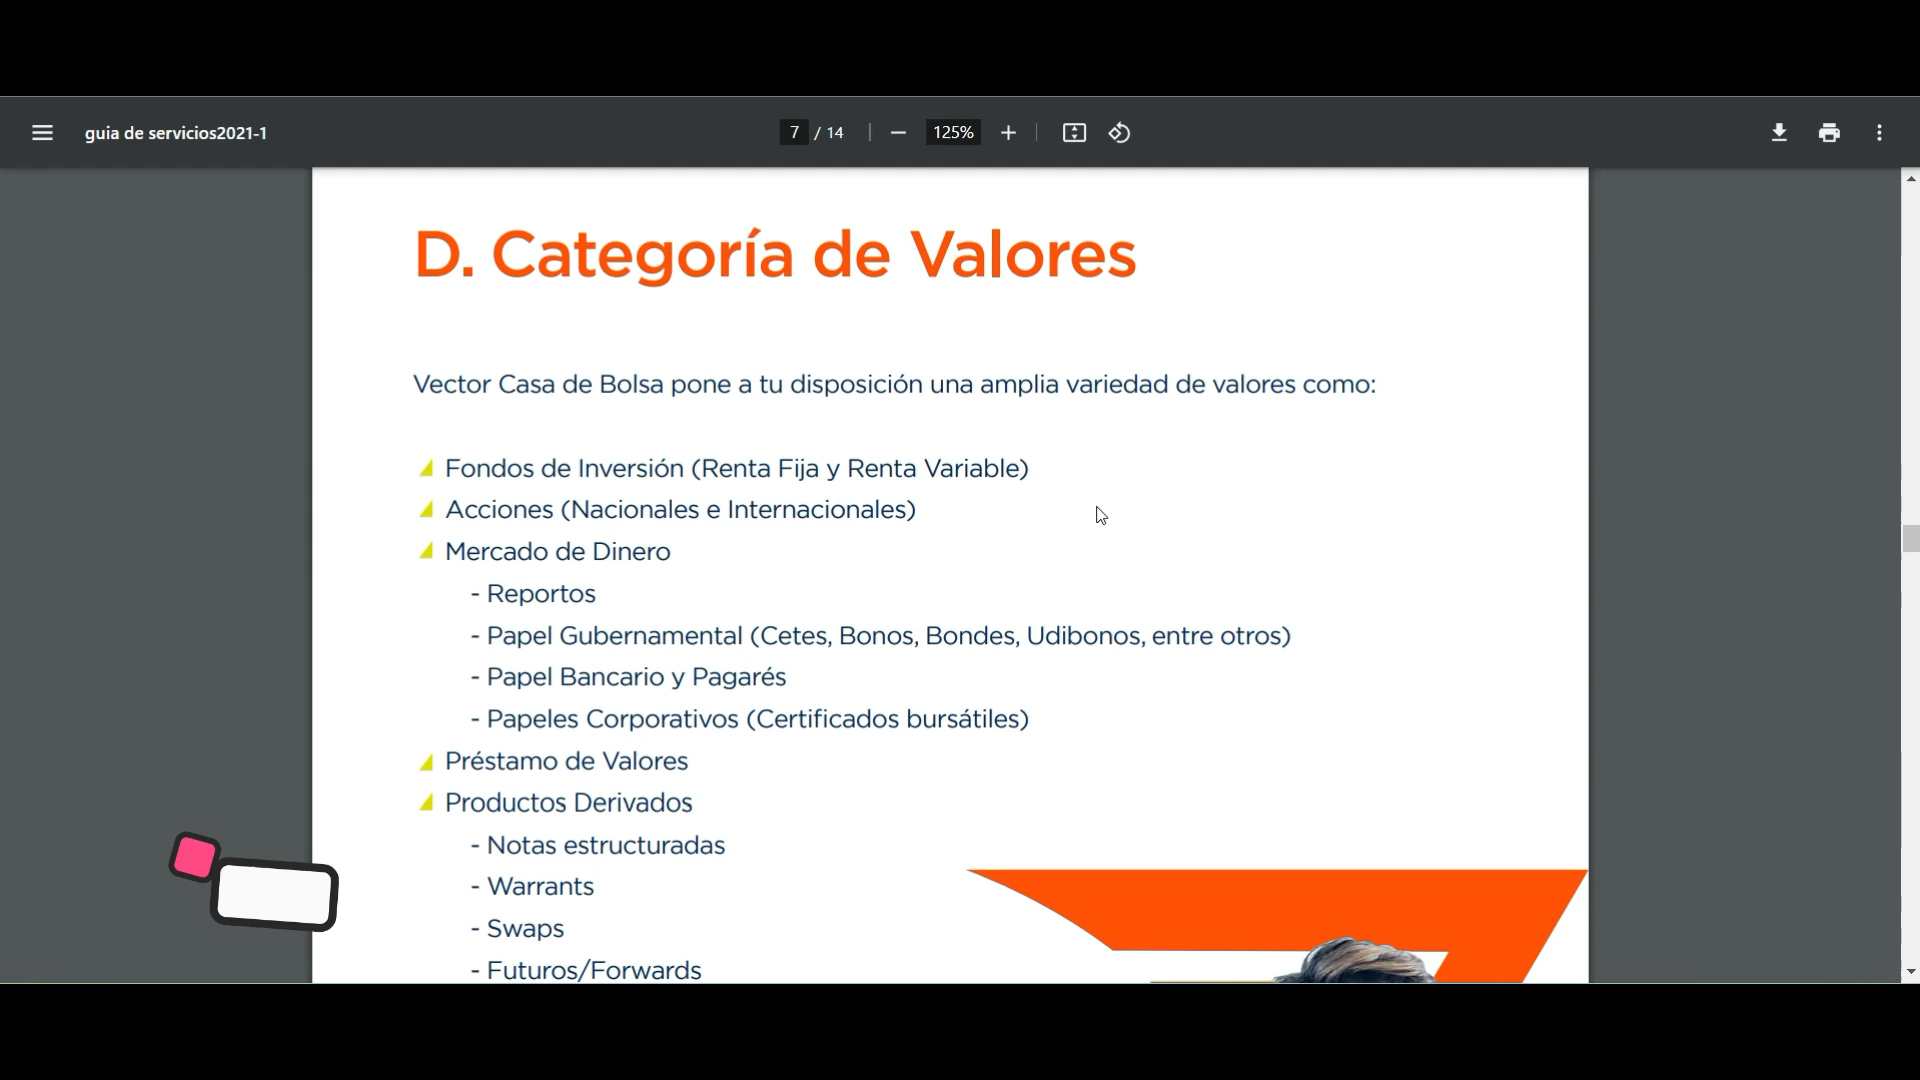 guia de servicios2021-1
7 / 14
125%
D. Categoría de Valores
Vector Casa de Bolsa pone a tu disposición una amplia variedad de valores como:
Fondos de Inversión (Renta Fija y Renta Variable)
Acciones (Nacionales e Internacionales)
Mercado de Dinero
- Reportos
- Papel Gubernamental (Cetes, Bonos, Bondes, Udibonos, entre otros)
- Papel Bancario y Pagarés
- Papeles Corporativos (Certificados bursátiles)
Préstamo de Valores
Productos Derivados
- Notas estructuradas
- Warrants
- Swaps
- Futuros/Forwards